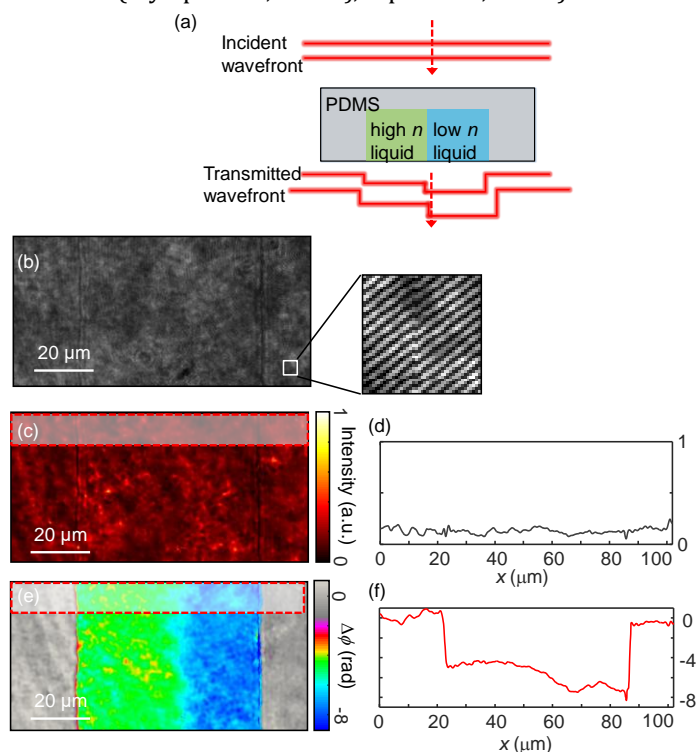 (a)
Incident
wavefront
PDMS
high n
liquid
low n
liquid
Transmitted
wavefront
(b)
20 µm
(c)
20 µm
1
Intensity (a.u.)
0
(d)
1
0
0
20
40
60
80
100
x (µm)
(e)
20 µm
0
Δϕ (rad)
-8
(f)
0
-4
-8
0
20
40
60
80
100
x (µm)